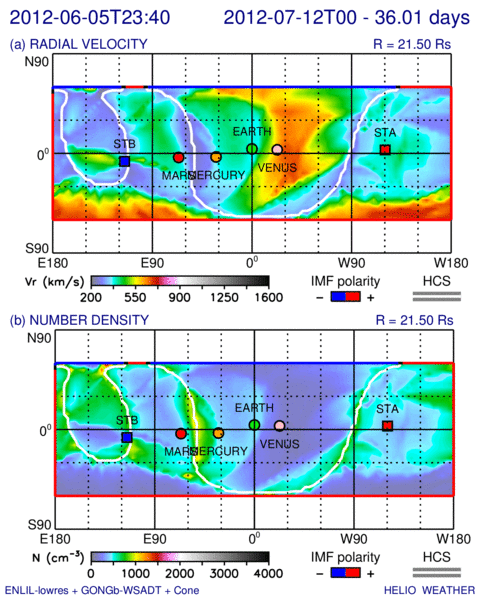 2012-06-05T23:40 2012-07-12T00 - 36.01 days
(a) RADIAL VELOCITY R = 21.50 Rs
N90
EARTH STA
STB
0⁰
MARS MERCURY VENUS
S90
E180 E90 0⁰ W90 W180
Vr (km/s) IMF polarity HCS
200 550 900 1250 1600 - +
(b) NUMBER DENSITY R = 21.50 Rs
N90
EARTH STA
STB
0⁰
MARS MERCURY VENUS
S90
E180 E90 0⁰ W90 W180
N (cm⁻³) IMF polarity HCS
0 1000 2000 3000 4000 - +
ENLIL-lowres + GONGb-WSADT + Cone HELIO WEATHER